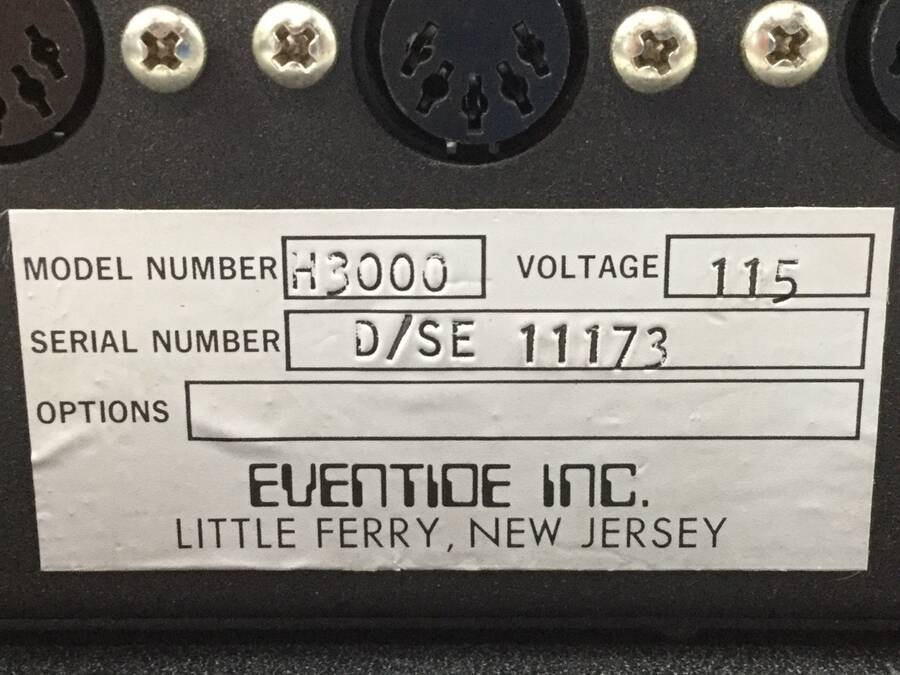 MODEL NUMBER H3000 VOLTAGE 115
SERIAL NUMBER D/SE 11173
OPTIONS
EVENTIDE INC.
LITTLE FERRY, NEW JERSEY